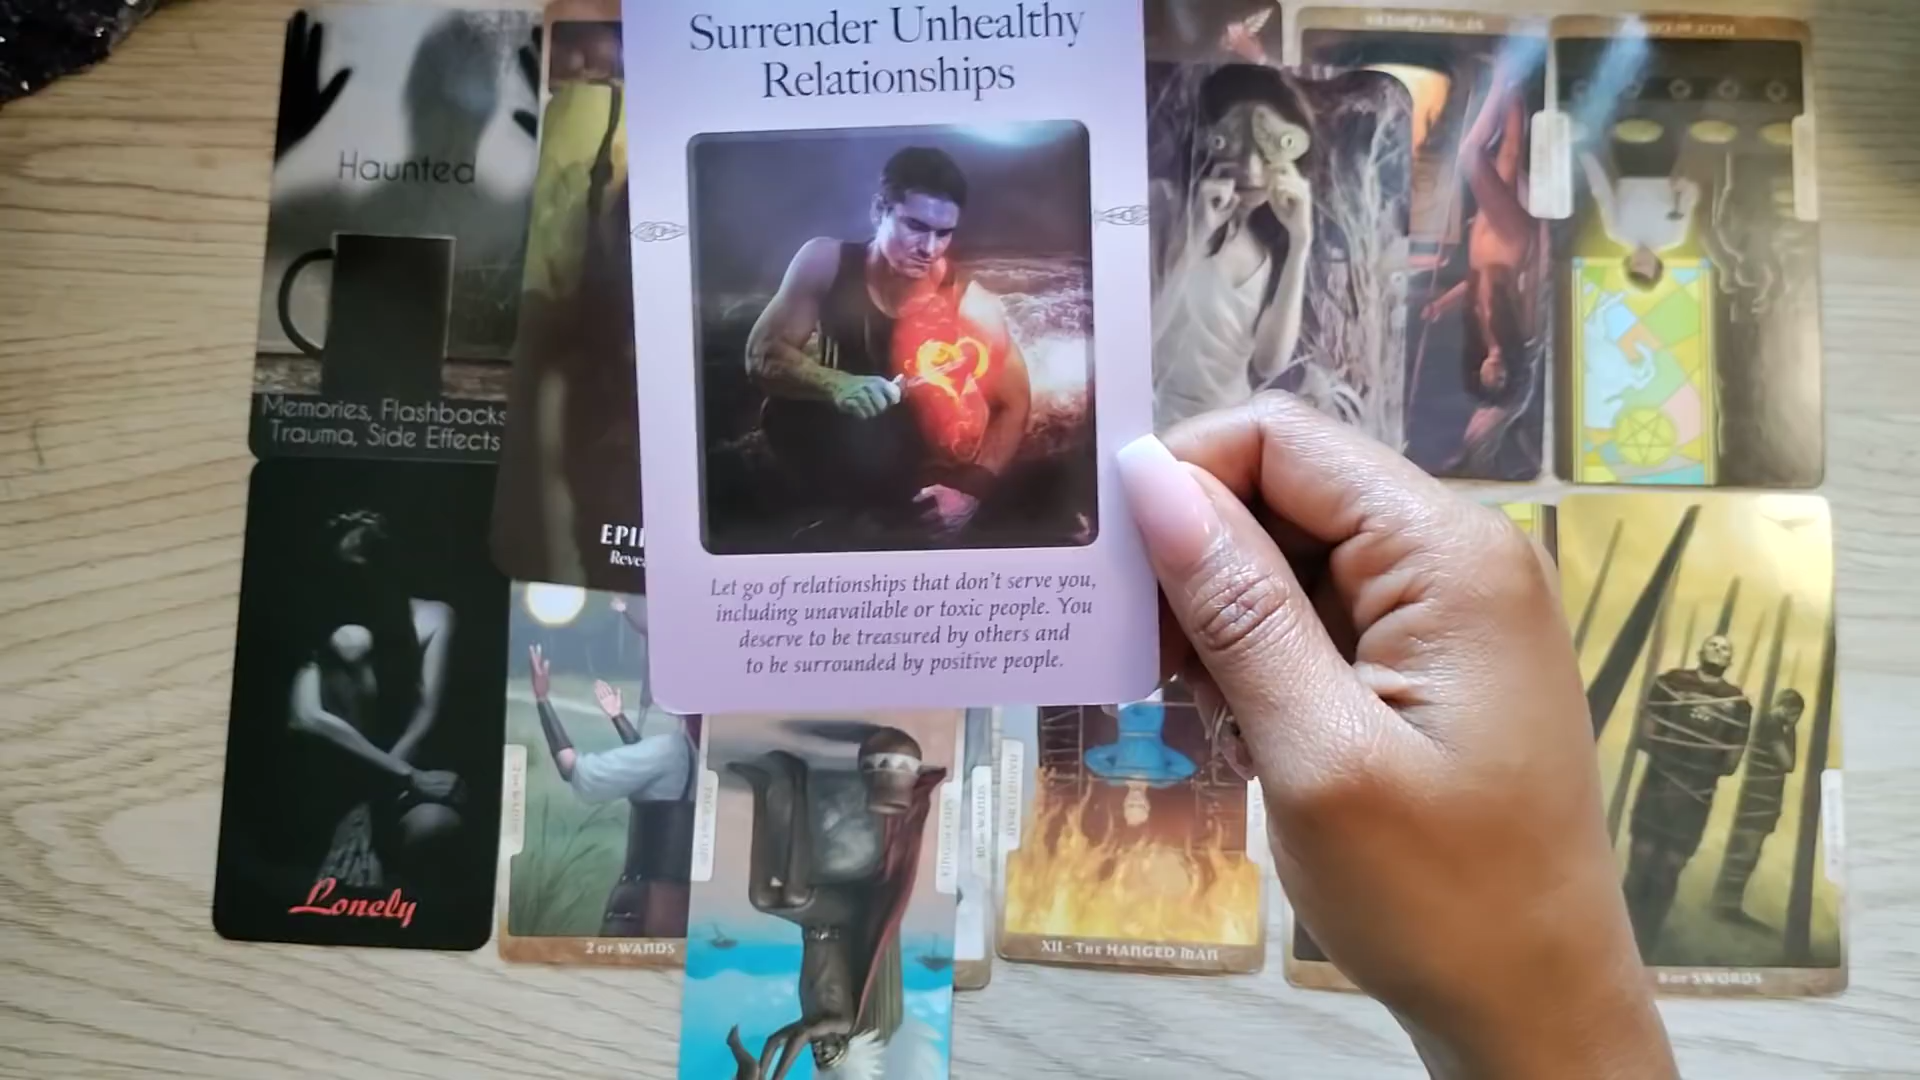 Surrender Unhealthy
Relationships
Let go of relationships that don't serve you,
including unavailable or toxic people. You
deserve to be treasured by others and
to be surrounded by positive people.
Haunted
Memories, Flashbacks
Trauma, Side Effects
Lonely
2 OF WANDS
XII - THE HANGED MAN
8 OF SWORDS